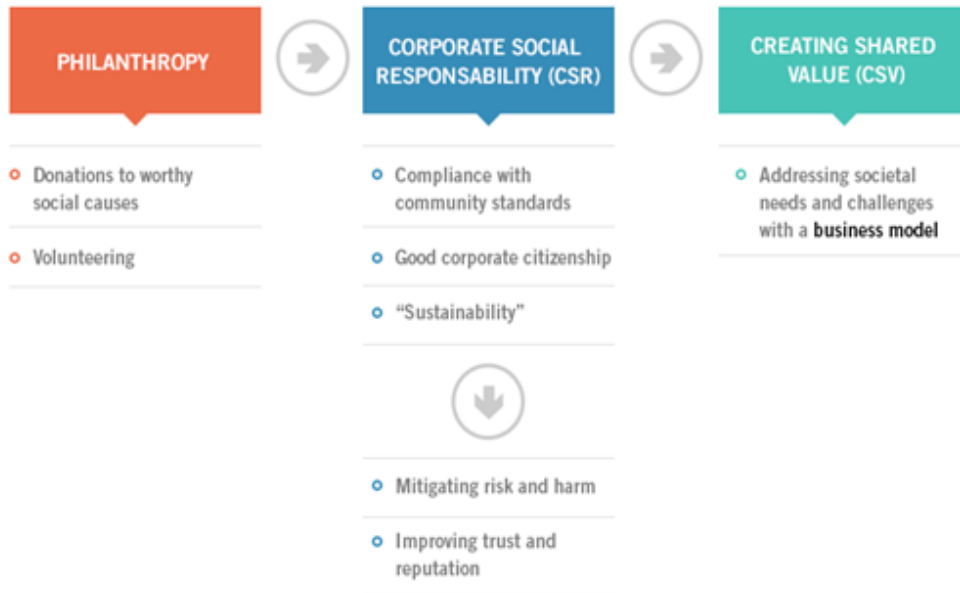 PHILANTHROPY
Donations to worthy
social causes
Volunteering
CORPORATE SOCIAL
RESPONSABILITY (CSR)
Compliance with
community standards
Good corporate citizenship
“Sustainability”
Mitigating risk and harm
Improving trust and
reputation
CREATING SHARED
VALUE (CSV)
Addressing societal
needs and challenges
with a business model